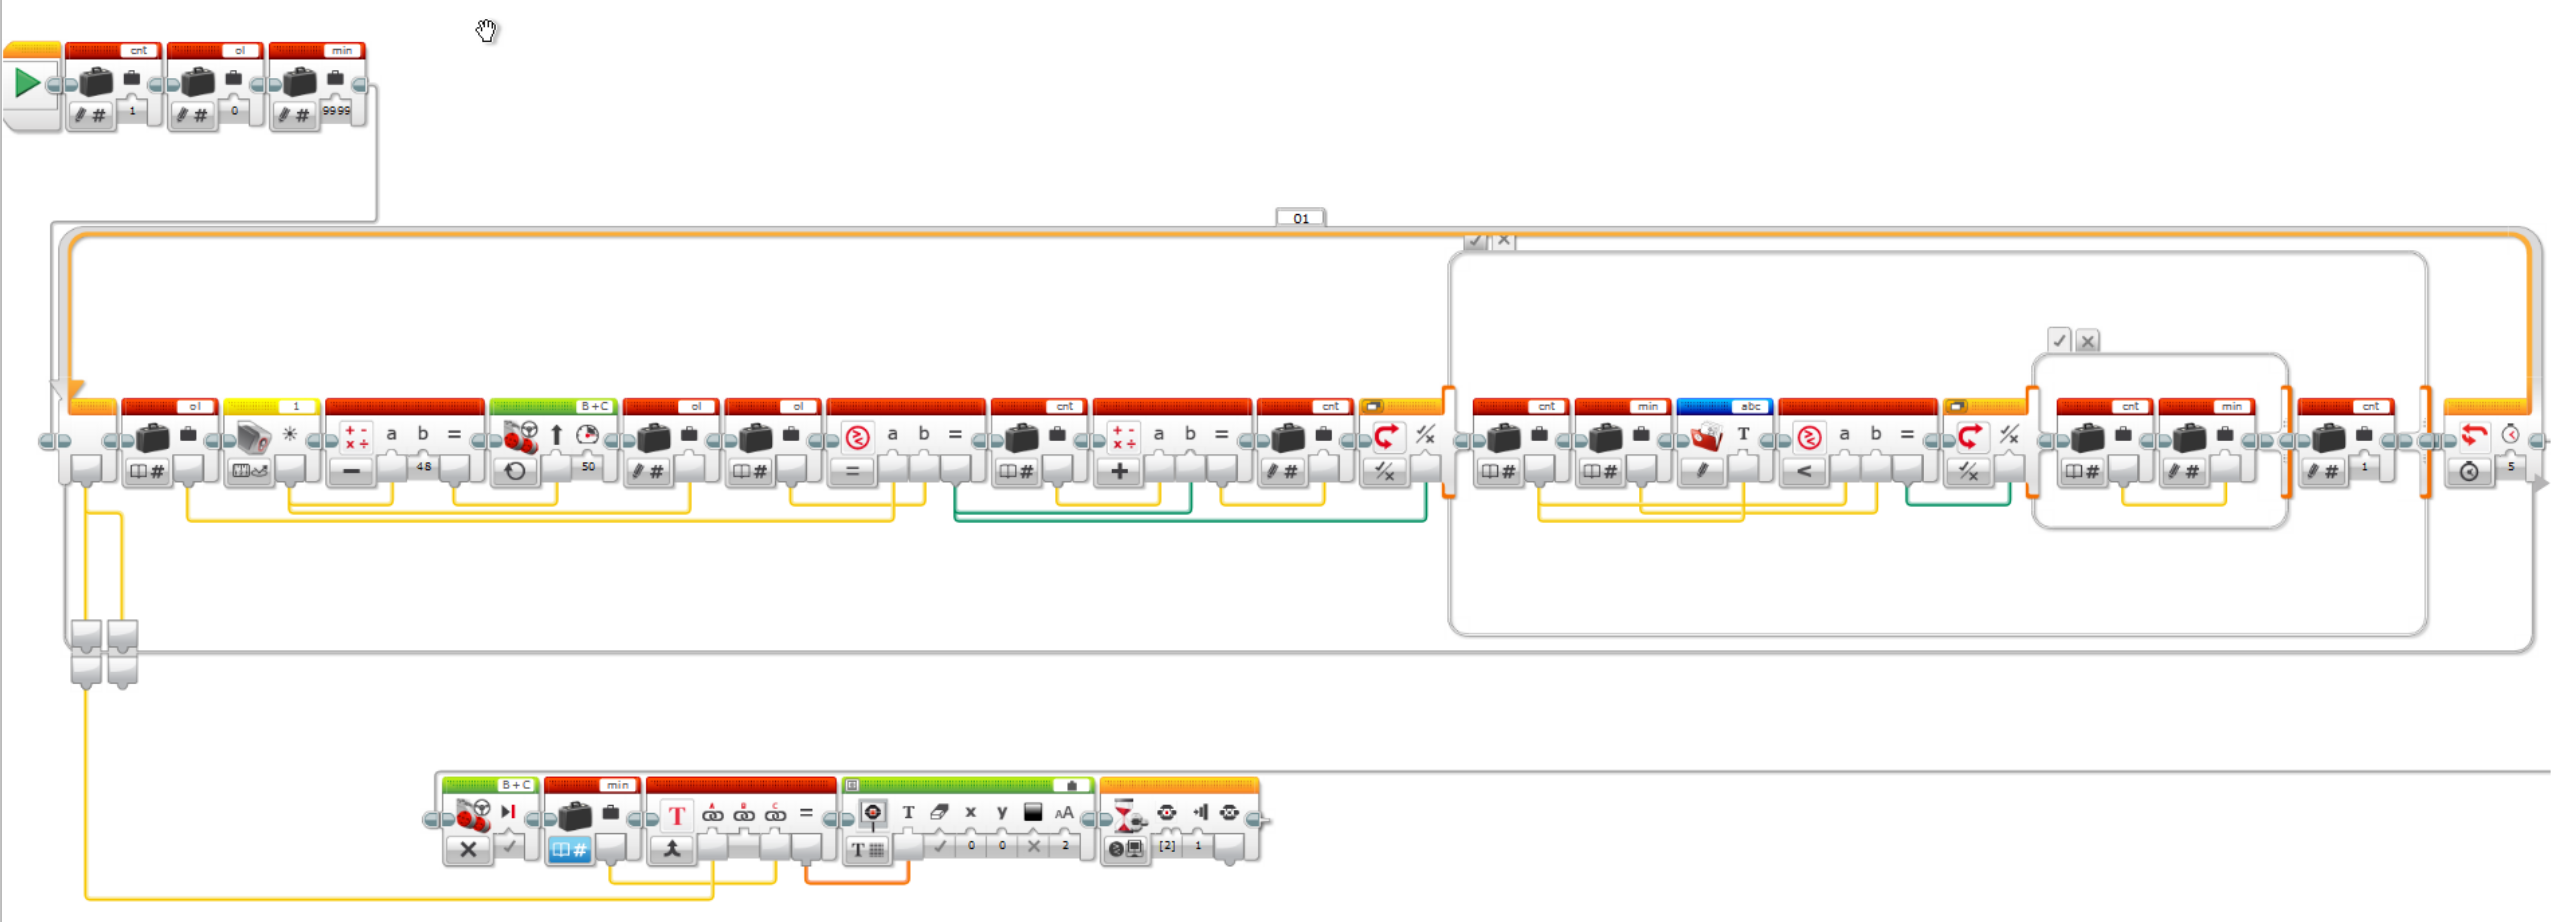 cnt ol min
# 1 # 0 # 9999
01
ol 1 B+C ol ol cnt cnt cnt min abc cnt min cnt
a b = a b = a b = T a b =
# 48 50 # # = # + # # # < # # # 1 5
B+C min
T = T x y AA
# T 0 0 2 [2] 1